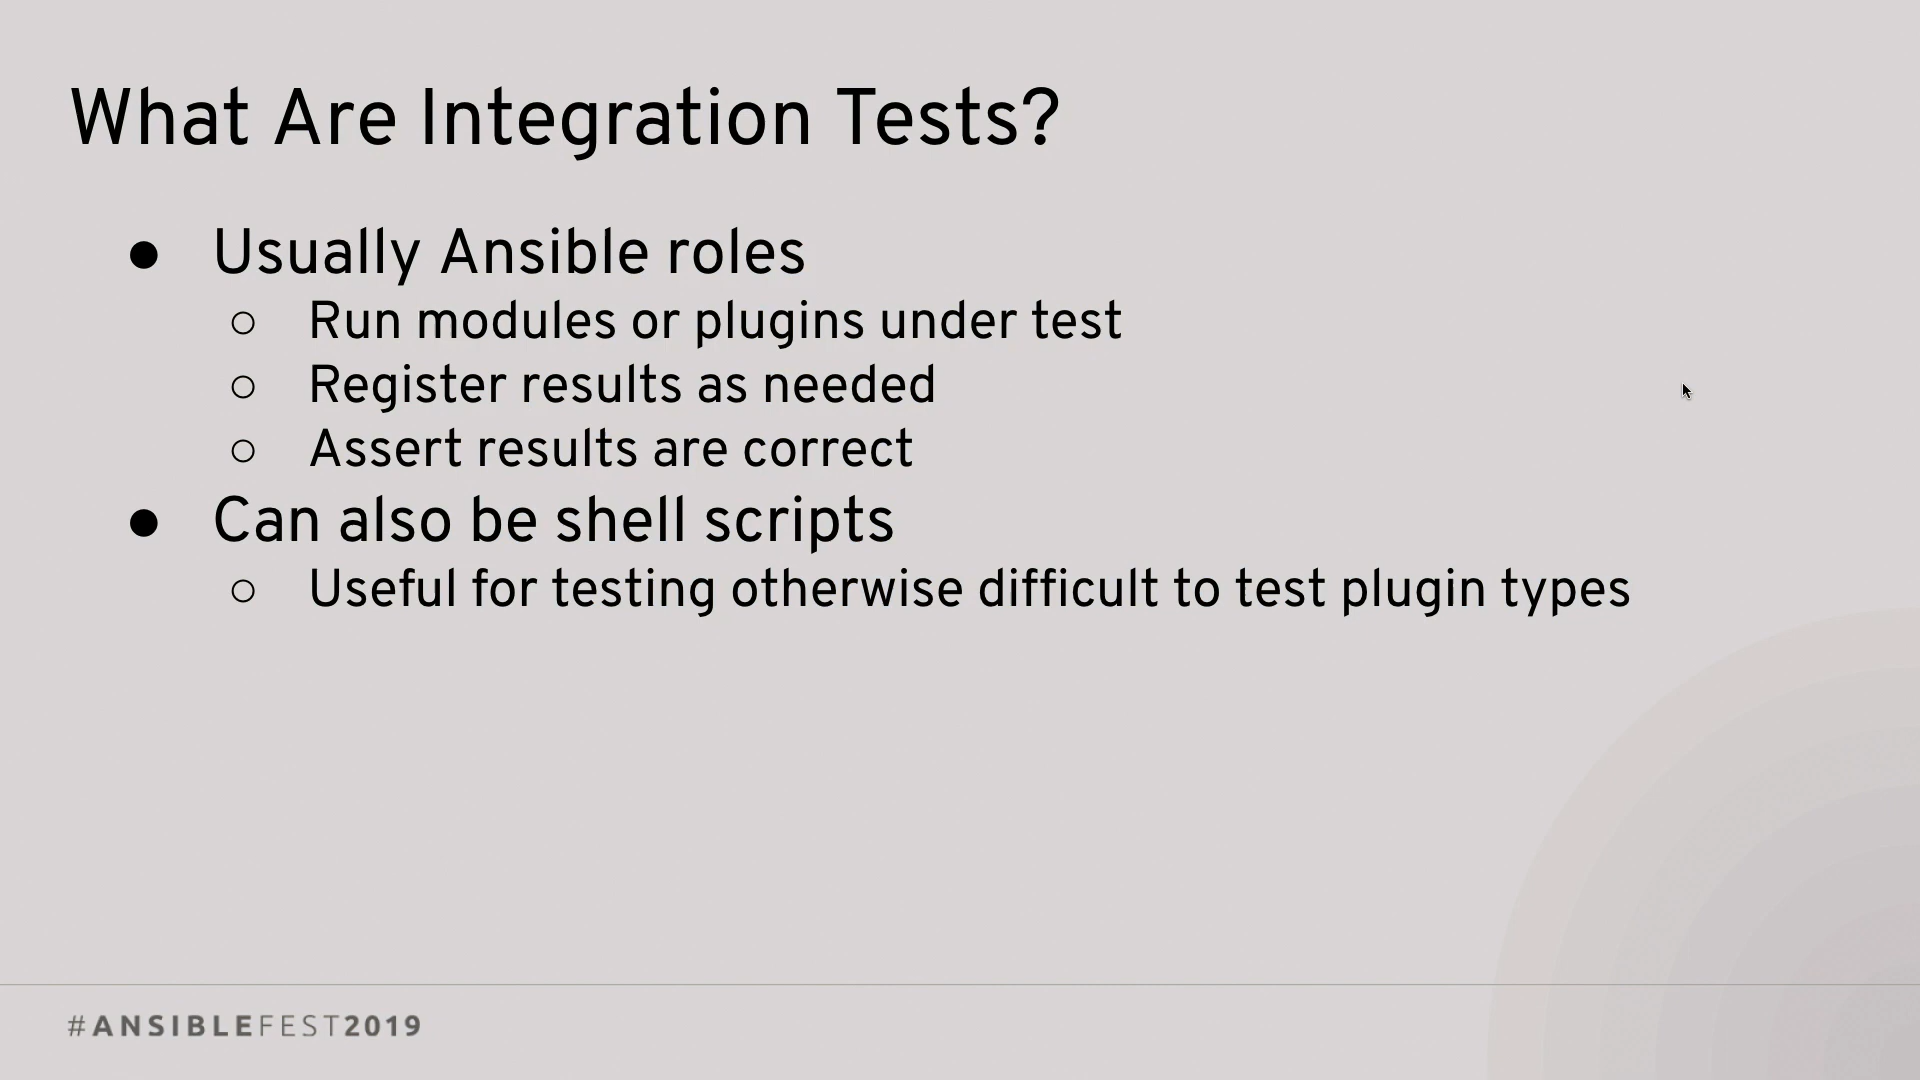 What Are Integration Tests?
● Usually Ansible roles
○ Run modules or plugins under test
○ Register results as needed
○ Assert results are correct
● Can also be shell scripts
○ Useful for testing otherwise difficult to test plugin types
#ANSIBLEFEST2019